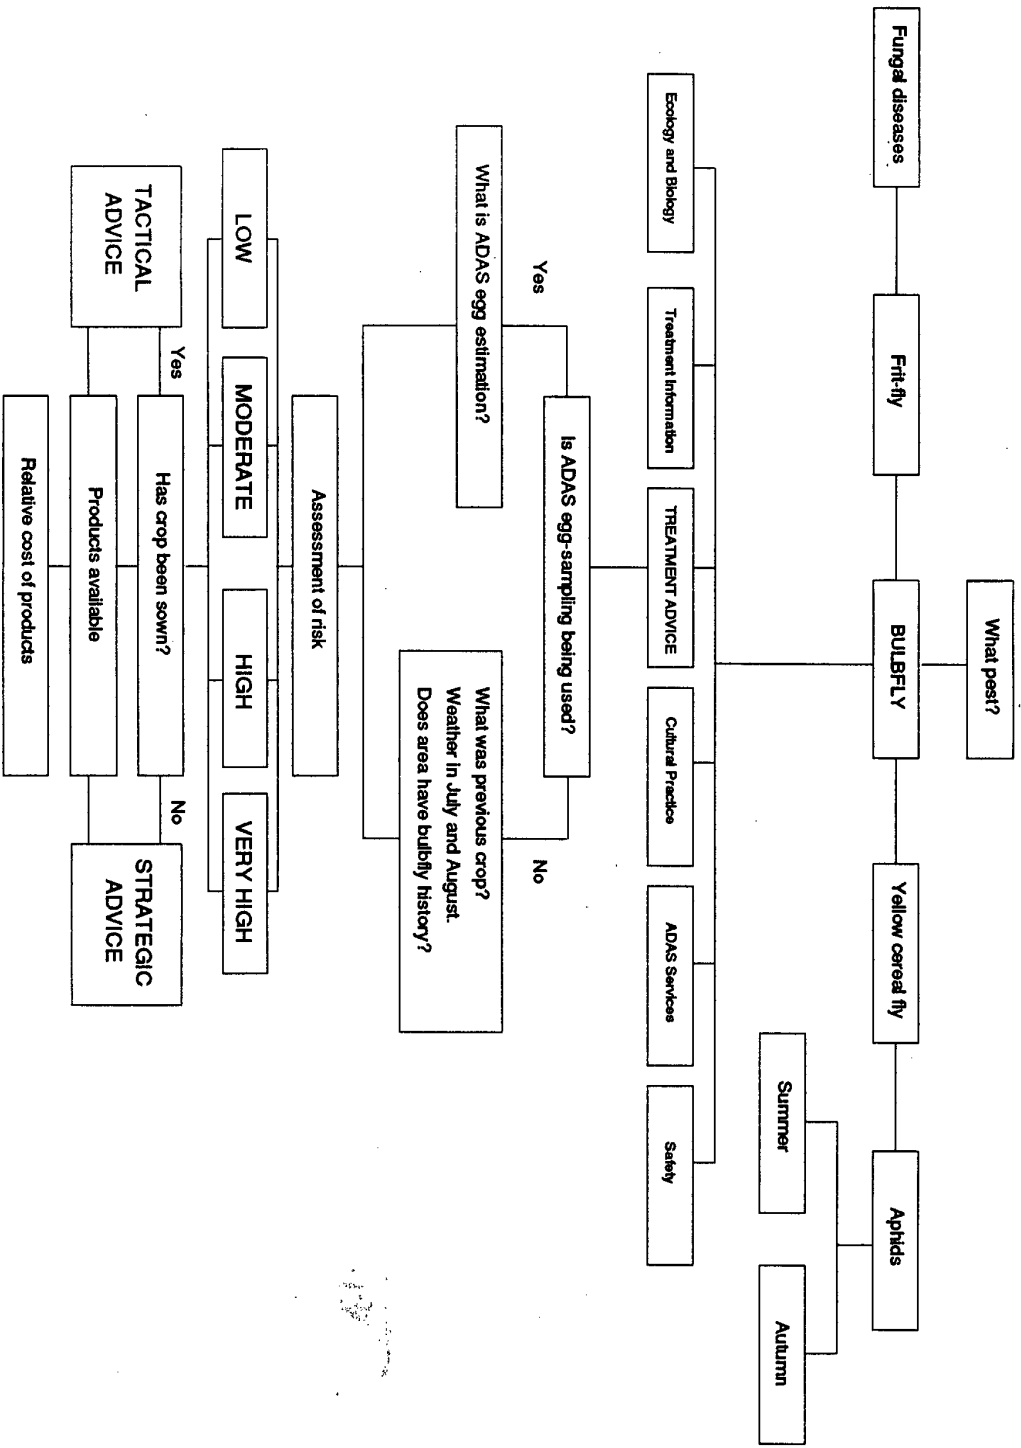 What pest?
Fungal diseases
Frit-fly
BULBFLY
Yellow cereal fly
Aphids
Summer
Autumn
Ecology and Biology
Treatment Information
TREATMENT ADVICE
Cultural Practice
ADAS Services
Safety
Is ADAS egg-sampling being used?
Yes
No
What is ADAS egg estimation?
What was previous crop?
Weather in July and August.
Does area have bulbfly history?
Assessment of risk
LOW
MODERATE
HIGH
VERY HIGH
Has crop been sown?
Yes
No
TACTICAL
ADVICE
STRATEGIC
ADVICE
Products available
Relative cost of products